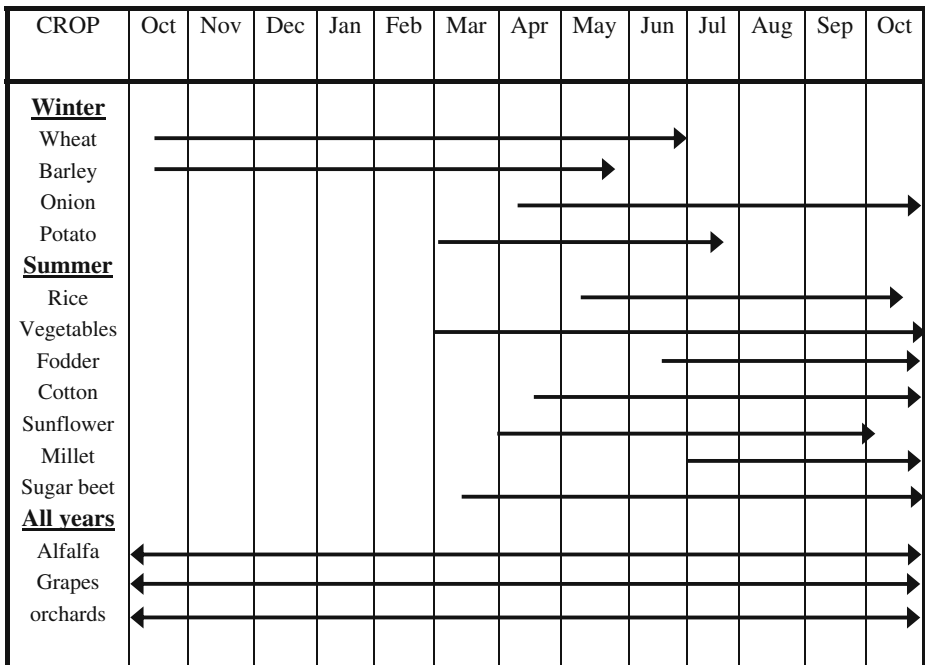 CROP Oct Nov Dec Jan Feb Mar Apr May Jun Jul Aug Sep Oct
Winter
Wheat
Barley
Onion
Potato
Summer
Rice
Vegetables
Fodder
Cotton
Sunflower
Millet
Sugar beet
All years
Alfalfa
Grapes
orchards